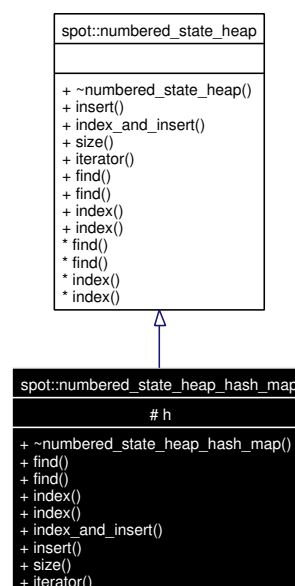 spot::numbered_state_heap
+ ~numbered_state_heap()
+ insert()
+ index_and_insert()
+ size()
+ iterator()
+ find()
+ find()
+ index()
+ index()
* find()
* find()
* index()
* index()
spot::numbered_state_heap_hash_map
# h
+ ~numbered_state_heap_hash_map()
+ find()
+ find()
+ index()
+ index()
+ index_and_insert()
+ insert()
+ size()
+ iterator()